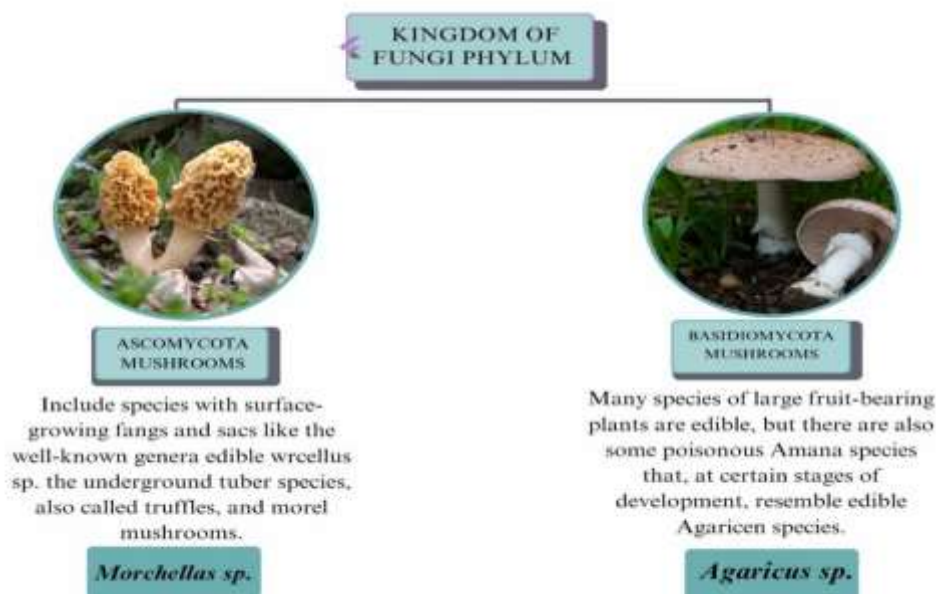 KINGDOM OF
FUNGI PHYLUM
ASCOMYCOTA
MUSHROOMS
Include species with surface-
growing fangs and sacs like the
well-known genera edible wrcellus
sp. the underground tuber species,
also called truffles, and morel
mushrooms.
Morchellas sp.
BASIDIOMYCOTA
MUSHROOMS
Many species of large fruit-bearing
plants are edible, but there are also
some poisonous Amana species
that, at certain stages of
development, resemble edible
Agaricen species.
Agaricus sp.